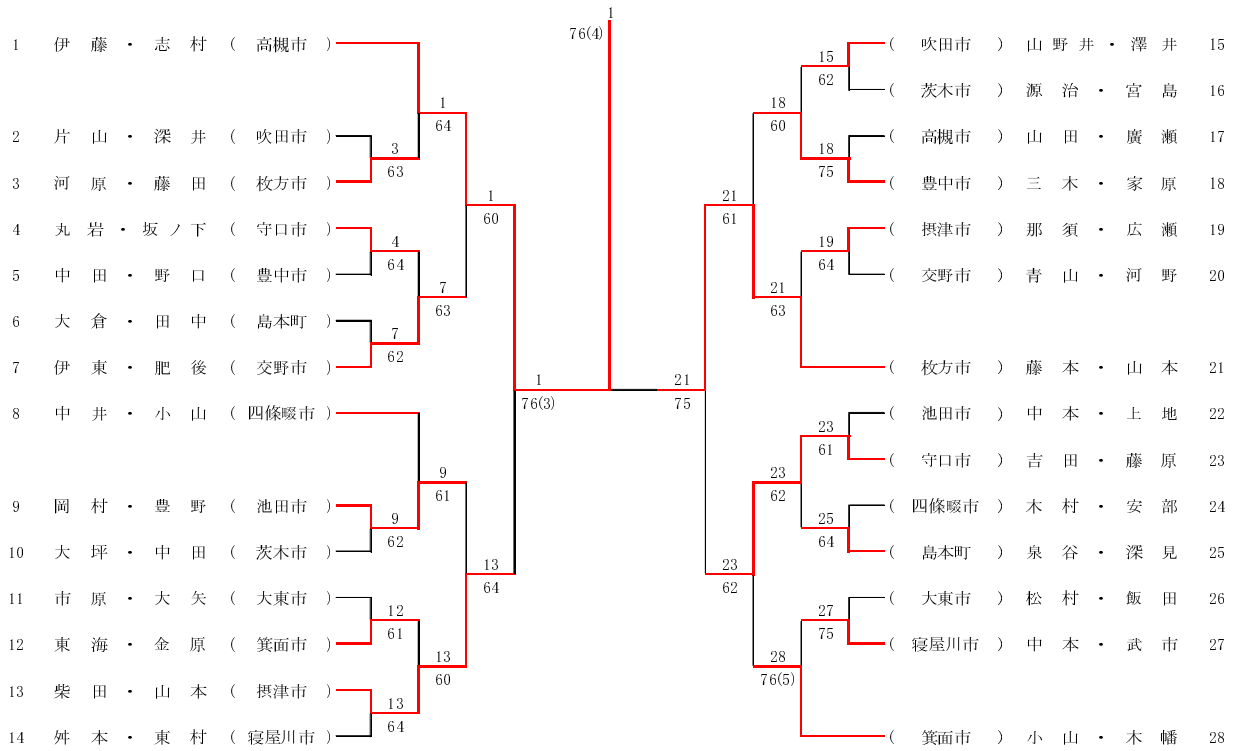 1
76(4)
1 伊藤・志村 ( 高槻市 )
( 吹田市 ) 山野井・澤井 15
15
62
( 茨木市 ) 源治・宮島 16
1
64
18
60
2 片山・深井 ( 吹田市 )
( 高槻市 ) 山田・廣瀬 17
3
63
18
75
3 河原・藤田 ( 枚方市 )
( 豊中市 ) 三木・家原 18
1
60
21
61
4 丸岩・坂ノ下 ( 守口市 )
( 摂津市 ) 那須・広瀬 19
4
64
19
64
5 中田・野口 ( 豊中市 )
( 交野市 ) 青山・河野 20
7
63
21
63
6 大倉・田中 ( 島本町 )
7
62
7 伊東・肥後 ( 交野市 )
( 枚方市 ) 藤本・山本 21
1
76(3)
21
75
8 中井・小山 ( 四條畷市 )
( 池田市 ) 中本・上地 22
23
61
( 守口市 ) 吉田・藤原 23
9
61
23
62
9 岡村・豊野 ( 池田市 )
( 四條畷市 ) 木村・安部 24
9
62
25
64
10 大坪・中田 ( 茨木市 )
( 島本町 ) 泉谷・深見 25
13
64
23
62
11 市原・大矢 ( 大東市 )
( 大東市 ) 松村・飯田 26
12
61
27
75
12 東海・金原 ( 箕面市 )
( 寝屋川市 ) 中本・武市 27
13
60
28
76(5)
13 柴田・山本 ( 摂津市 )
13
64
14 舛本・東村 ( 寝屋川市 )
( 箕面市 ) 小山・木幡 28